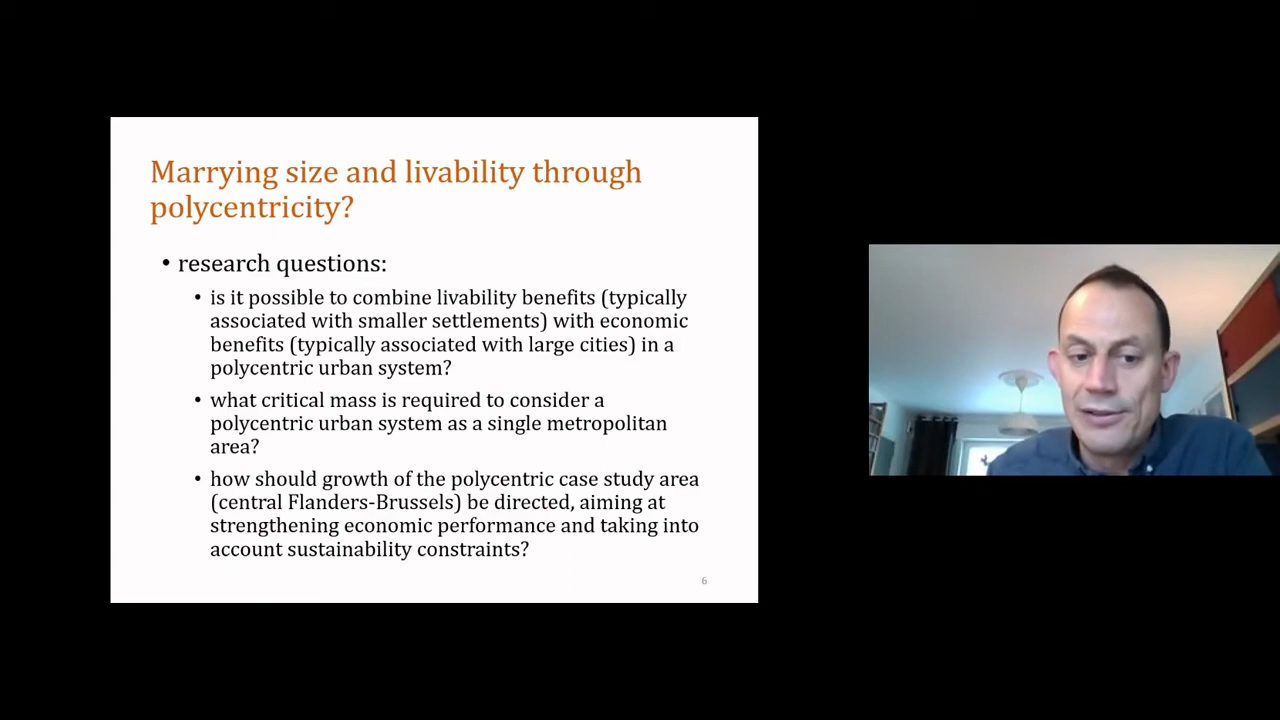 Marrying size and livability through
polycentricity?
• research questions:
• is it possible to combine livability benefits (typically
associated with smaller settlements) with economic
benefits (typically associated with large cities) in a
polycentric urban system?
• what critical mass is required to consider a
polycentric urban system as a single metropolitan
area?
• how should growth of the polycentric case study area
(central Flanders-Brussels) be directed, aiming at
strengthening economic performance and taking into
account sustainability constraints?
6